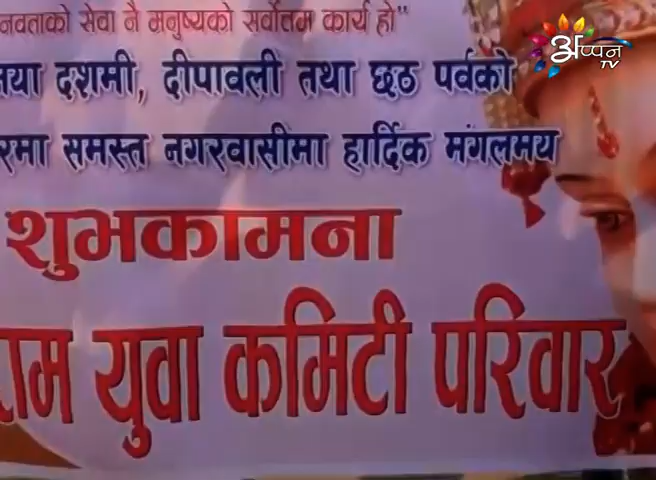 नवताको सेवा नै मनुष्यको सर्वोत्तम कार्य हो"
अप्पन
TV
या दशमी, दीपावली तथा छठ पर्वको
रमा समस्त नगरवासीमा हार्दिक मंगलमय
शुभकामना
राम युवा कमिटी परिवार